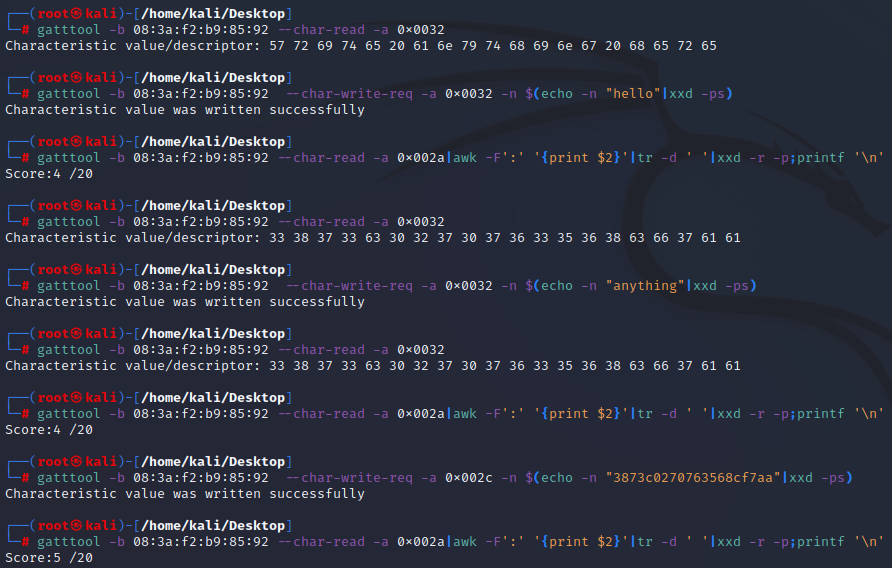 ┌──(root㉿kali)-[/home/kali/Desktop]
└─# gatttool -b 08:3a:f2:b9:85:92 --char-read -a 0×0032
Characteristic value/descriptor: 57 72 69 74 65 20 61 6e 79 74 68 69 6e 67 20 68 65 72 65
┌──(root㉿kali)-[/home/kali/Desktop]
└─# gatttool -b 08:3a:f2:b9:85:92  --char-write-req -a 0×0032 -n $(echo -n "hello"|xxd -ps)
Characteristic value was written successfully
┌──(root㉿kali)-[/home/kali/Desktop]
└─# gatttool -b 08:3a:f2:b9:85:92 --char-read -a 0×002a|awk -F':' '{print $2}'|tr -d ' '|xxd -r -p;printf '\n'
Score:4 /20
┌──(root㉿kali)-[/home/kali/Desktop]
└─# gatttool -b 08:3a:f2:b9:85:92 --char-read -a 0×0032
Characteristic value/descriptor: 33 38 37 33 63 30 32 37 30 37 36 33 35 36 38 63 66 37 61 61
┌──(root㉿kali)-[/home/kali/Desktop]
└─# gatttool -b 08:3a:f2:b9:85:92  --char-write-req -a 0×0032 -n $(echo -n "anything"|xxd -ps)
Characteristic value was written successfully
┌──(root㉿kali)-[/home/kali/Desktop]
└─# gatttool -b 08:3a:f2:b9:85:92 --char-read -a 0×0032
Characteristic value/descriptor: 33 38 37 33 63 30 32 37 30 37 36 33 35 36 38 63 66 37 61 61
┌──(root㉿kali)-[/home/kali/Desktop]
└─# gatttool -b 08:3a:f2:b9:85:92 --char-read -a 0×002a|awk -F':' '{print $2}'|tr -d ' '|xxd -r -p;printf '\n'
Score:4 /20
┌──(root㉿kali)-[/home/kali/Desktop]
└─# gatttool -b 08:3a:f2:b9:85:92  --char-write-req -a 0×002c -n $(echo -n "3873c0270763568cf7aa"|xxd -ps)
Characteristic value was written successfully
┌──(root㉿kali)-[/home/kali/Desktop]
└─# gatttool -b 08:3a:f2:b9:85:92 --char-read -a 0×002a|awk -F':' '{print $2}'|tr -d ' '|xxd -r -p;printf '\n'
Score:5 /20